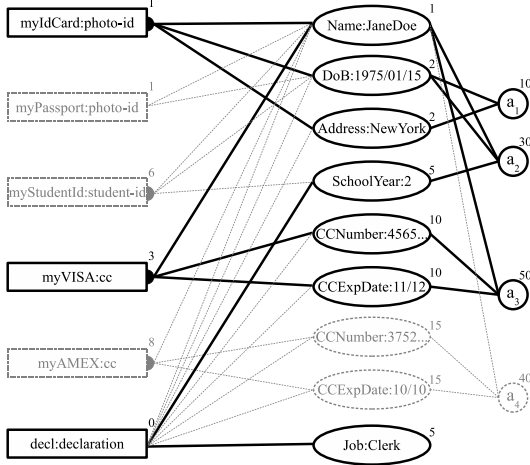 1
myIdCard:photo-id
1
myPassport:photo-id
6
myStudentId:student-id
3
myVISA:cc
8
myAMEX:cc
0
decl:declaration
1
Name:JaneDoe
2
DoB:1975/01/15
2
Address:NewYork
5
SchoolYear:2
10
CCNumber:4565...
10
CCExpDate:11/12
15
CCNumber:3752...
15
CCExpDate:10/10
5
Job:Clerk
10
a1
30
a2
50
a3
40
a4